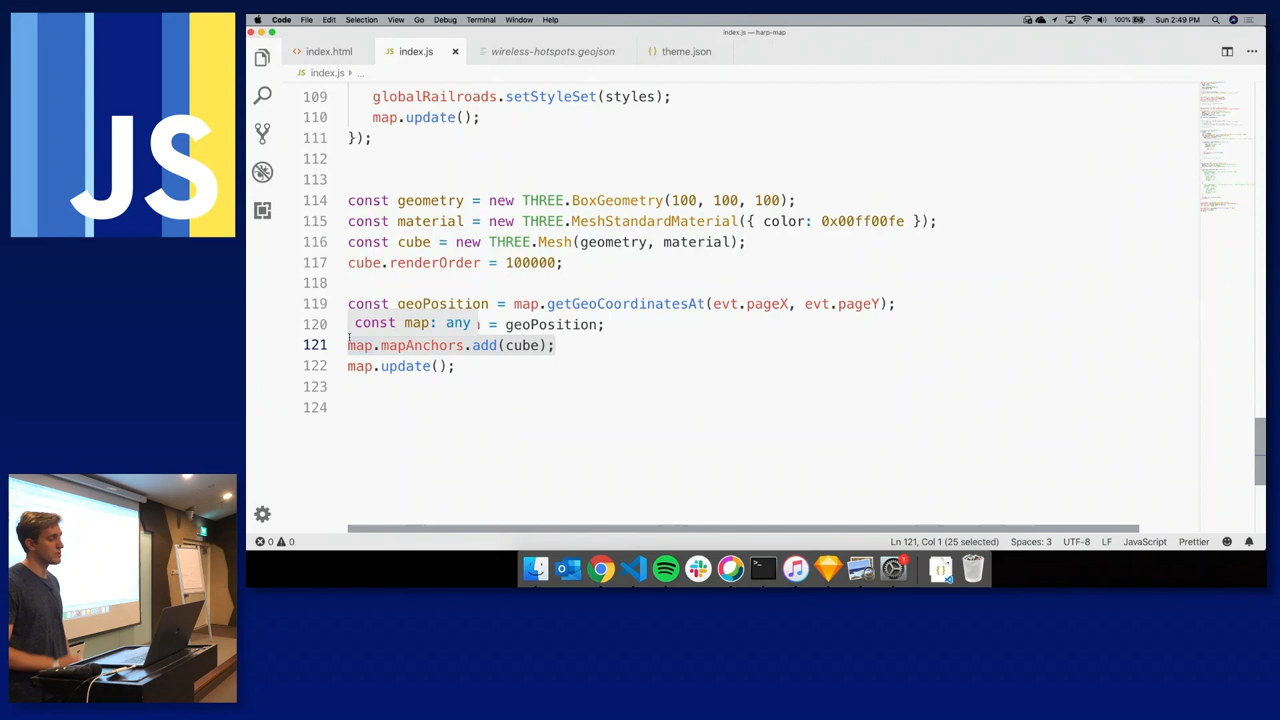 JS
Code File Edit Selection View Go Debug Terminal Window Help
100% Sun 2:49 PM
index.js — harp-map
<> index.html
JS index.js ×
wireless-hotspots.geojson
{} theme.json
JS index.js > ...
109 globalRailroads.setStyleSet(styles);
110 map.update();
111 });
112
113
114 const geometry = new THREE.BoxGeometry(100, 100, 100);
115 const material = new THREE.MeshStandardMaterial({ color: 0x00ff00fe });
116 const cube = new THREE.Mesh(geometry, material);
117 cube.renderOrder = 100000;
118
119 const geoPosition = map.getGeoCoordinatesAt(evt.pageX, evt.pageY);
const map: any
120 = geoPosition;
121 map.mapAnchors.add(cube);
122 map.update();
123
124
0 0
Ln 121, Col 1 (25 selected) Spaces: 3 UTF-8 LF JavaScript Prettier